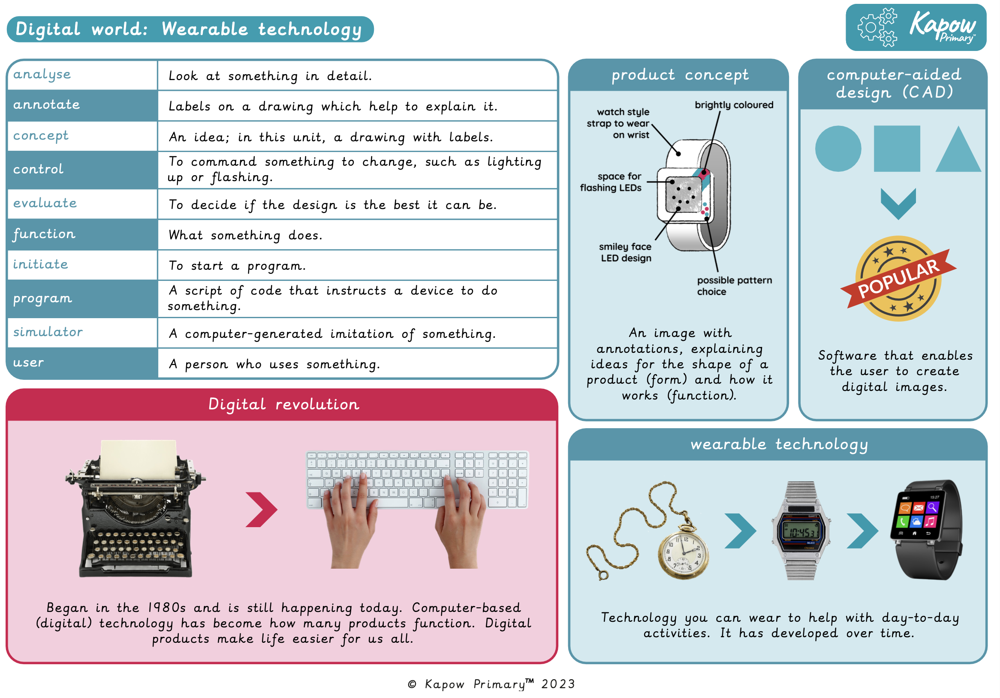 Digital world: Wearable technology
Kapow
Primary™
analyse
Look at something in detail.
annotate
Labels on a drawing which help to explain it.
concept
An idea; in this unit, a drawing with labels.
control
To command something to change, such as lighting
up or flashing.
evaluate
To decide if the design is the best it can be.
function
What something does.
initiate
To start a program.
program
A script of code that instructs a device to do
something.
simulator
A computer-generated imitation of something.
user
A person who uses something.
product concept
brightly coloured
watch style
strap to wear
on wrist
space for
flashing LEDs
smiley face
LED design
possible pattern
choice
An image with
annotations, explaining
ideas for the shape of a
product (form) and how it
works (function).
computer-aided
design (CAD)
POPULAR
Software that enables
the user to create
digital images.
Digital revolution
Began in the 1980s and is still happening today. Computer-based
(digital) technology has become how many products function. Digital
products make life easier for us all.
wearable technology
QUARTZ
LIGHT
10:45 31
MODE
SELECT
Chrono
15:27
Technology you can wear to help with day-to-day
activities. It has developed over time.
© Kapow Primary™ 2023